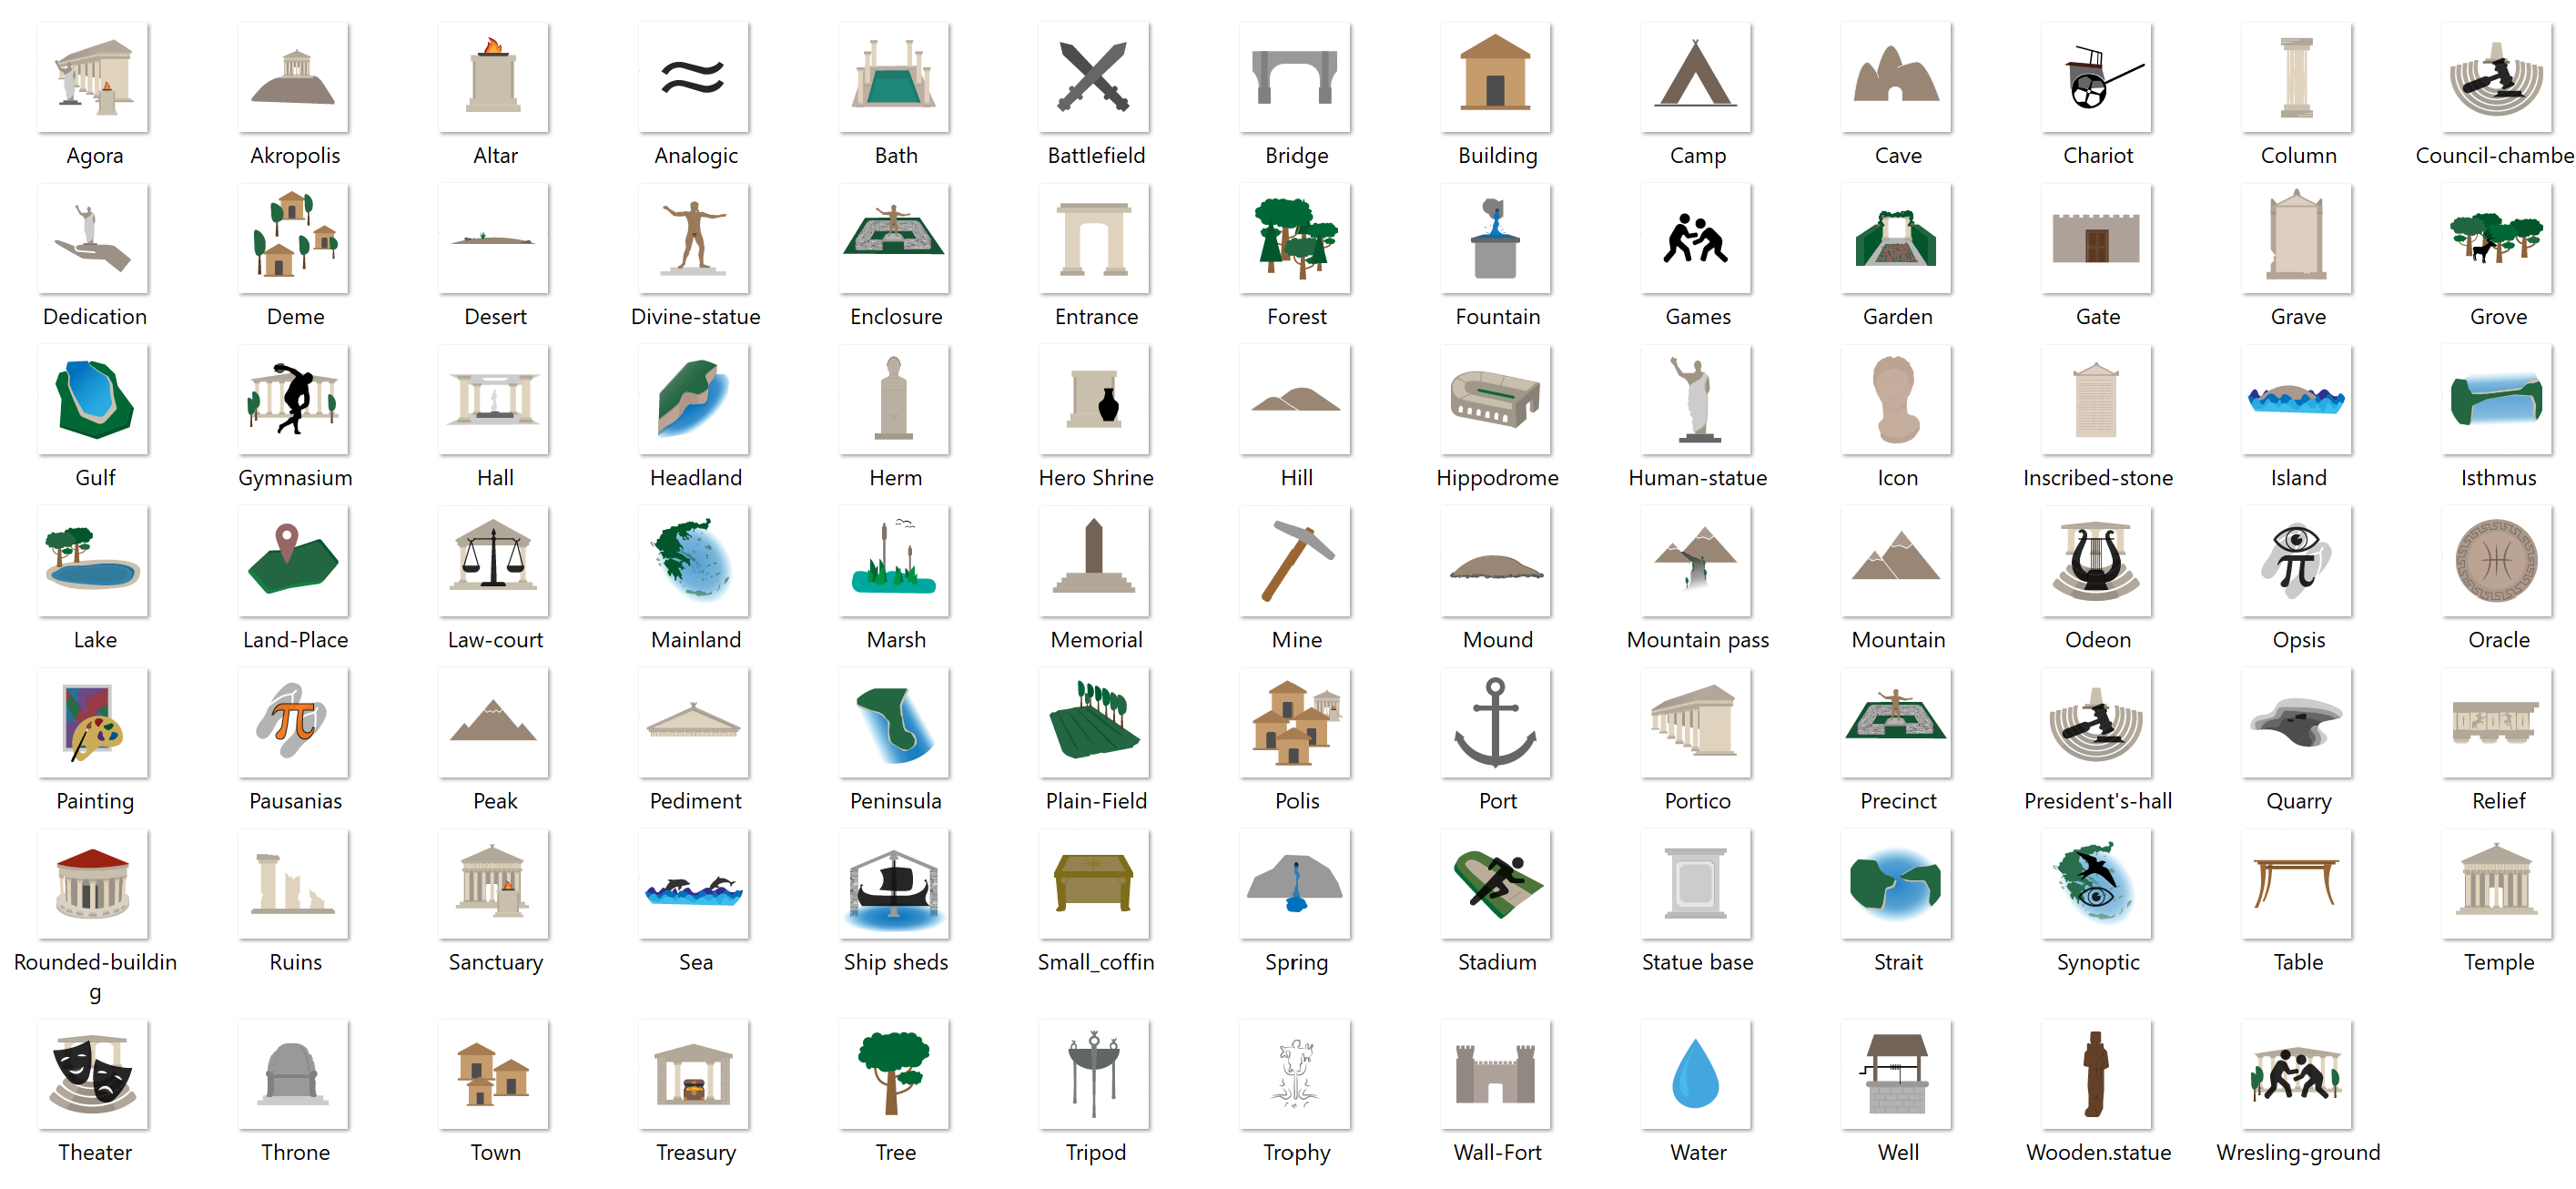 Agora Akropolis Altar Analogic Bath Battlefield Bridge Building Camp Cave Chariot Column Council-chambe
Dedication Deme Desert Divine-statue Enclosure Entrance Forest Fountain Games Garden Gate Grave Grove
Gulf Gymnasium Hall Headland Herm Hero Shrine Hill Hippodrome Human-statue Icon Inscribed-stone Island Isthmus
Lake Land-Place Law-court Mainland Marsh Memorial Mine Mound Mountain pass Mountain Odeon Opsis Oracle
Painting Pausanias Peak Pediment Peninsula Plain-Field Polis Port Portico Precinct President's-hall Quarry Relief
Rounded-buildin Ruins Sanctuary Sea Ship sheds Small_coffin Spring Stadium Statue base Strait Synoptic Table Temple
g
Theater Throne Town Treasury Tree Tripod Trophy Wall-Fort Water Well Wooden.statue Wresling-ground